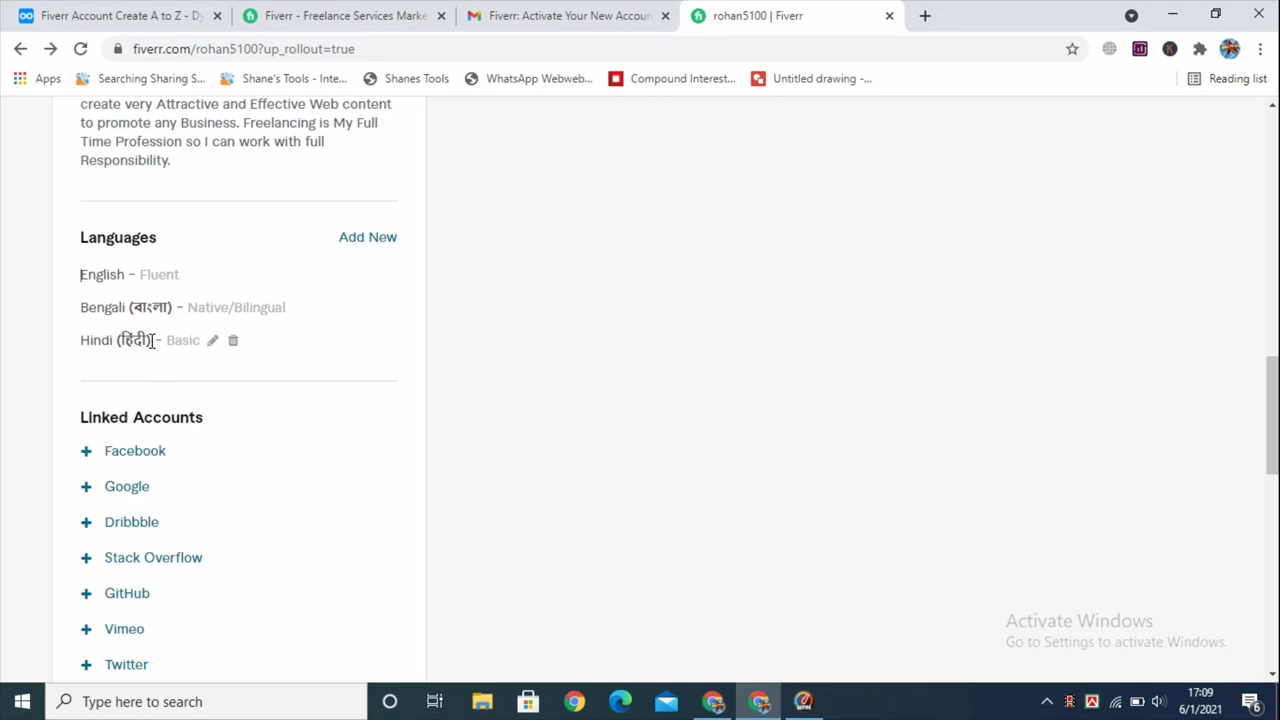 Fiverr Account Create A to Z - Dy
Fiverr - Freelance Services Mark
Gmail: Activate Your New Accoun
rohan5100 | Fiverr
fiverr.com/rohan5100?up_rollout=true
Apps
Searching Sharing S...
Shane's Tools - Inte...
Shanes Tools
WhatsApp Webweb...
Compound Interest...
Untitled drawing -...
Reading list
create very Attractive and Effective Web content
to promote any Business. Freelancing is My Full
Time Profession so I can work with full
Responsibility.
Languages
Add New
English - Fluent
Bengali (বাংলা) - Native/Bilingual
Hindi (हिंदी) - Basic
Linked Accounts
Facebook
Google
Dribbble
Stack Overflow
GitHub
Vimeo
Twitter
Activate Windows
Go to Settings to activate Windows.
Type here to search
17:09
6/1/2021
6